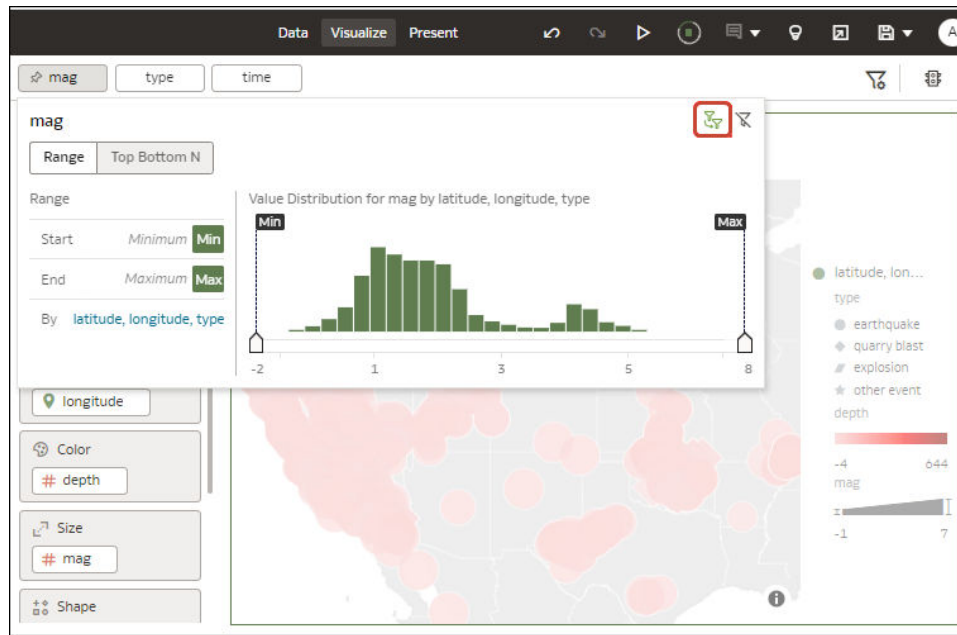 Data Visualize Present A
mag type time
mag
Range Top Bottom N
Range
Start Minimum Min
End Maximum Max
By latitude, longitude, type
Value Distribution for mag by latitude, longitude, type
Min Max
-2 1 3 5 8
longitude
Color
# depth
Size
# mag
Shape
latitude, lon...
type
earthquake
quarry blast
explosion
other event
depth
-4 644
mag
-1 7